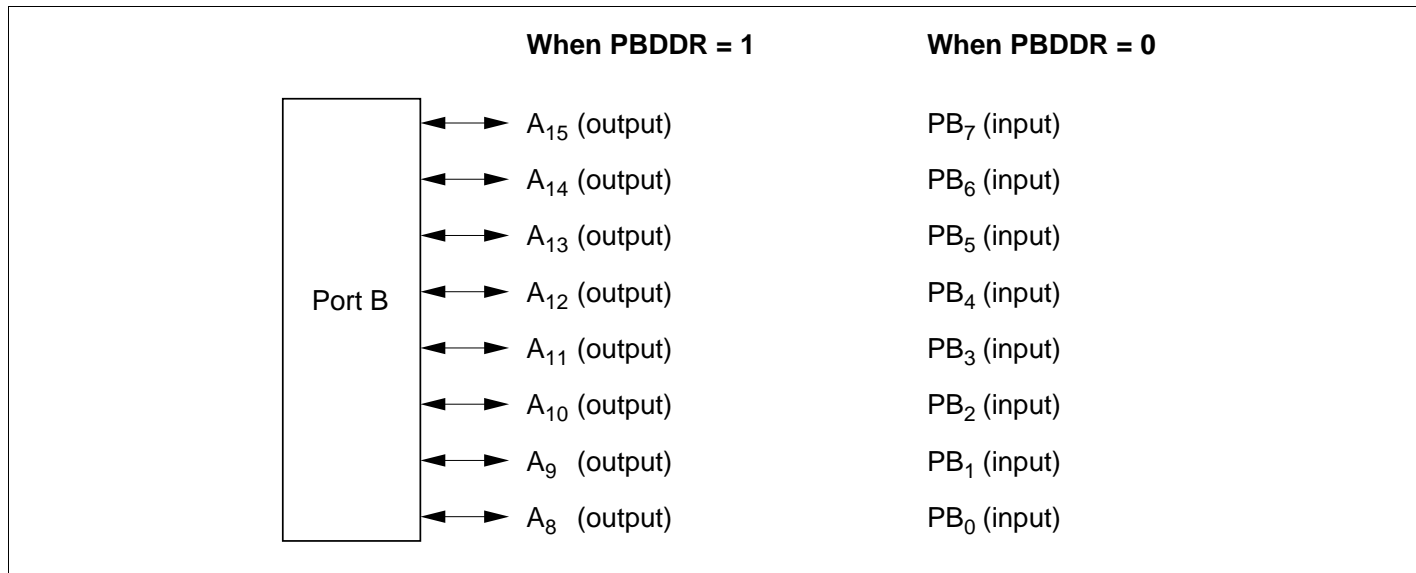 When PBDDR = 1 When PBDDR = 0
A15 (output) PB7 (input)
A14 (output) PB6 (input)
A13 (output) PB5 (input)
Port B A12 (output) PB4 (input)
A11 (output) PB3 (input)
A10 (output) PB2 (input)
A9 (output) PB1 (input)
A8 (output) PB0 (input)